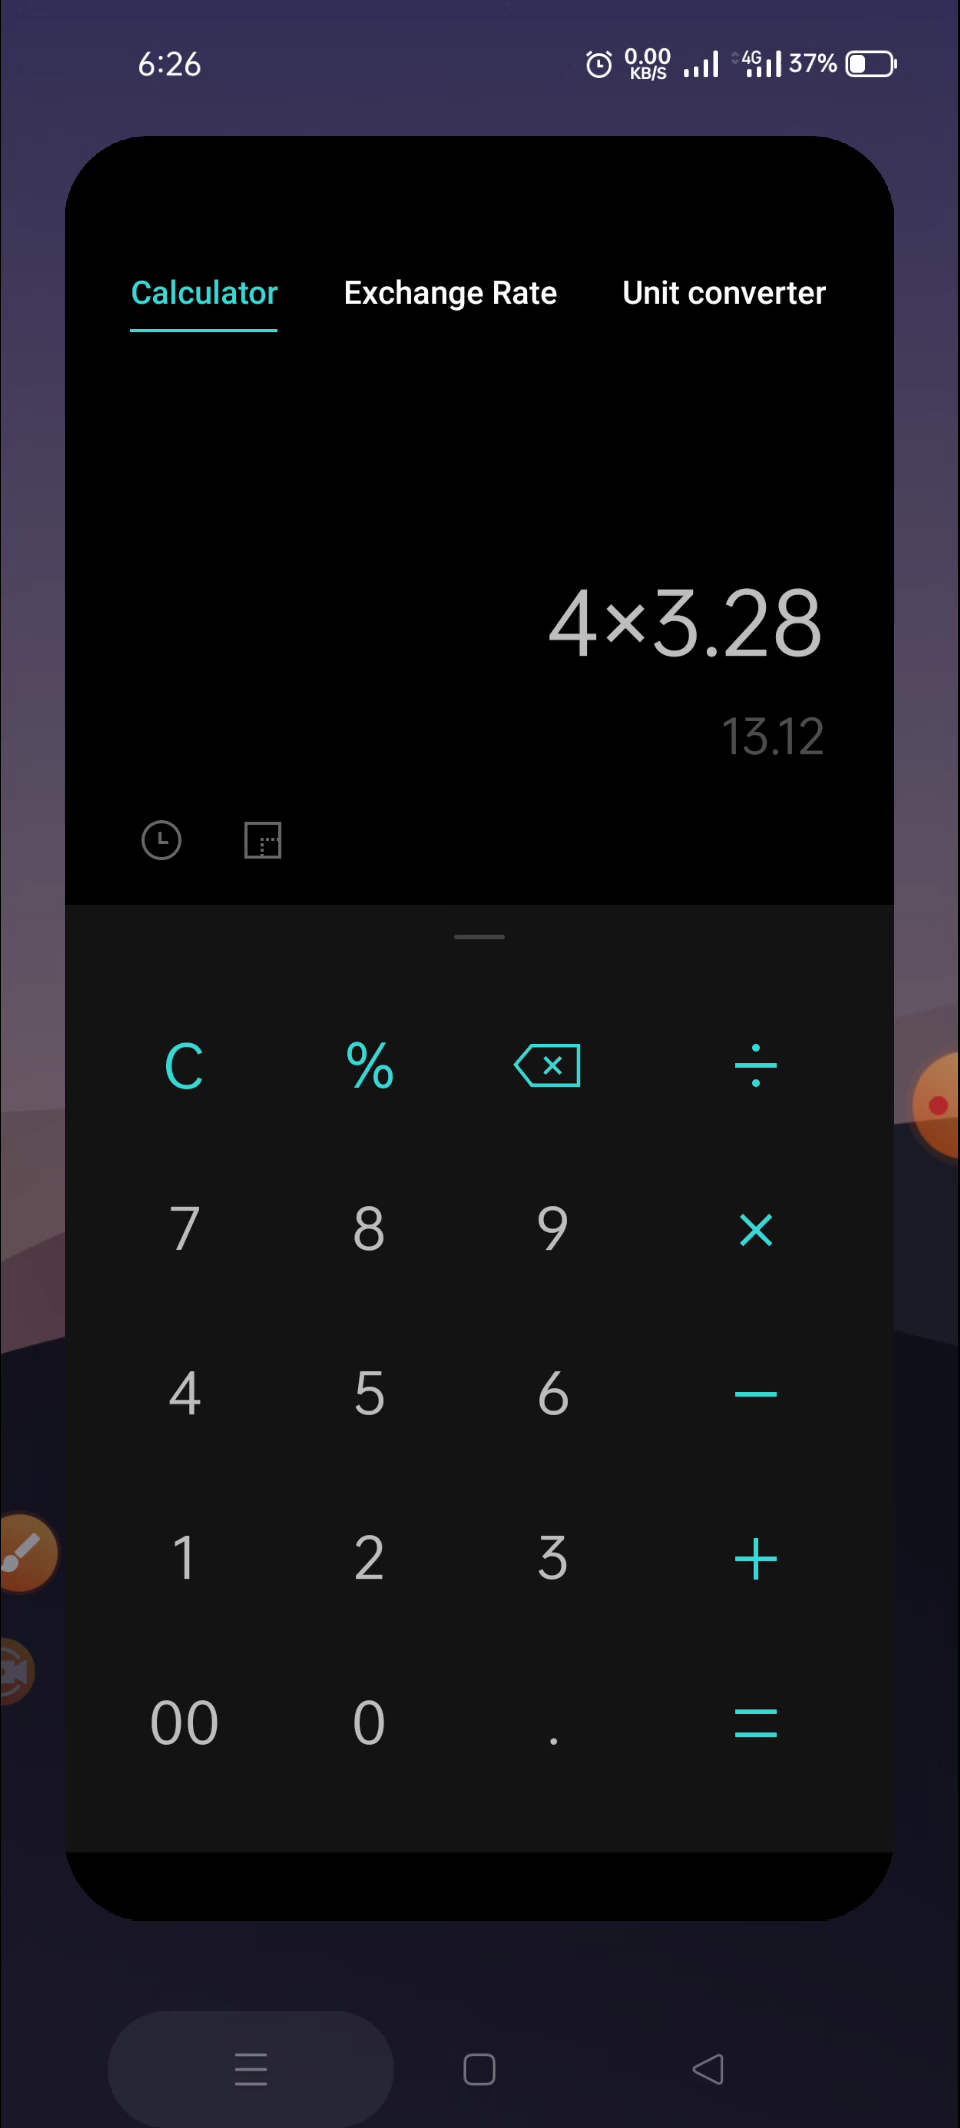 6:26 0.00 KB/S 4G 37%
Calculator Exchange Rate Unit converter
4×3.28
13.12
C % ÷
7 8 9 ×
4 5 6 −
1 2 3 +
00 0 . =